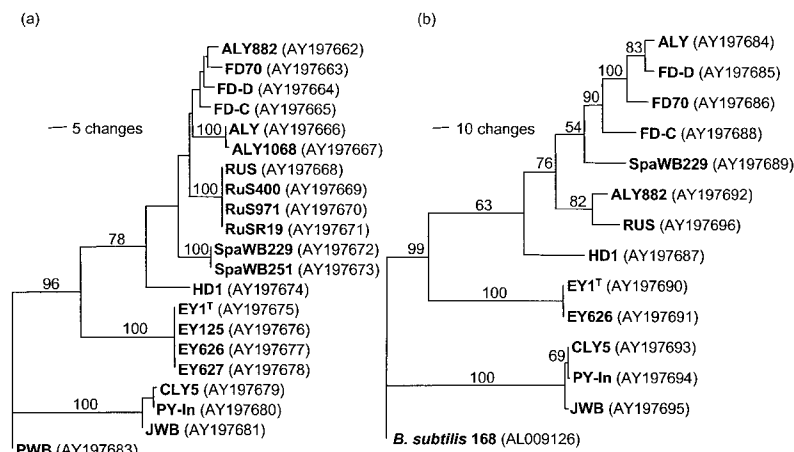 (a)
ALY882 (AY197662)
FD70 (AY197663)
FD-D (AY197664)
FD-C (AY197665)
5 changes
100
ALY (AY197666)
ALY1068 (AY197667)
RUS (AY197668)
100
RuS400 (AY197669)
RuS971 (AY197670)
RuSR19 (AY197671)
78
100
SpaWB229 (AY197672)
SpaWB251 (AY197673)
96
HD1 (AY197674)
EY1T (AY197675)
100
EY125 (AY197676)
EY626 (AY197677)
EY627 (AY197678)
CLY5 (AY197679)
100
PY-In (AY197680)
JWB (AY197681)
PWB (AY197683)
(b)
83
ALY (AY197684)
100
FD-D (AY197685)
90
FD70 (AY197686)
10 changes
54
FD-C (AY197688)
76
SpaWB229 (AY197689)
ALY882 (AY197692)
63
82
RUS (AY197696)
99
HD1 (AY197687)
EY1T (AY197690)
100
EY626 (AY197691)
CLY5 (AY197693)
69
100
PY-In (AY197694)
JWB (AY197695)
B. subtilis 168 (AL009126)